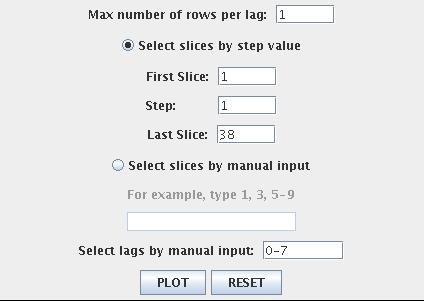 Max number of rows per lag: 1
Select slices by step value
First Slice: 1
Step: 1
Last Slice: 38
Select slices by manual input
For example, type 1, 3, 5-9
Select lags by manual input: 0-7
PLOT RESET